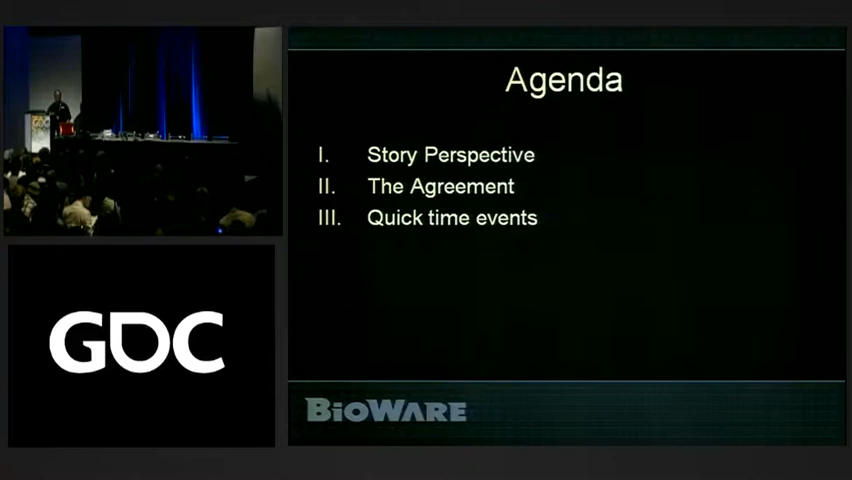 Agenda
I. Story Perspective
II. The Agreement
III. Quick time events
GDC
BIOWARE